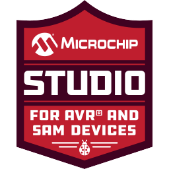 MICROCHIP
STUDIO
FOR AVR® AND
SAM DEVICES